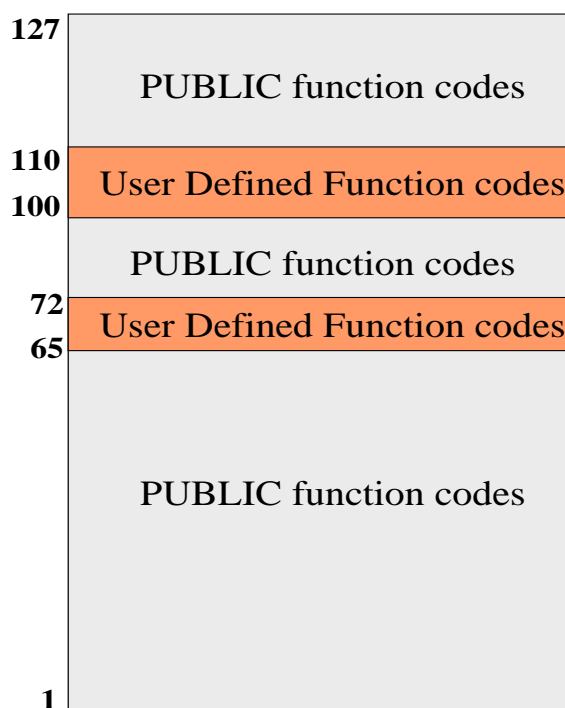 127
PUBLIC function codes
110
User Defined Function codes
100
PUBLIC function codes
72
User Defined Function codes
65
PUBLIC function codes
1